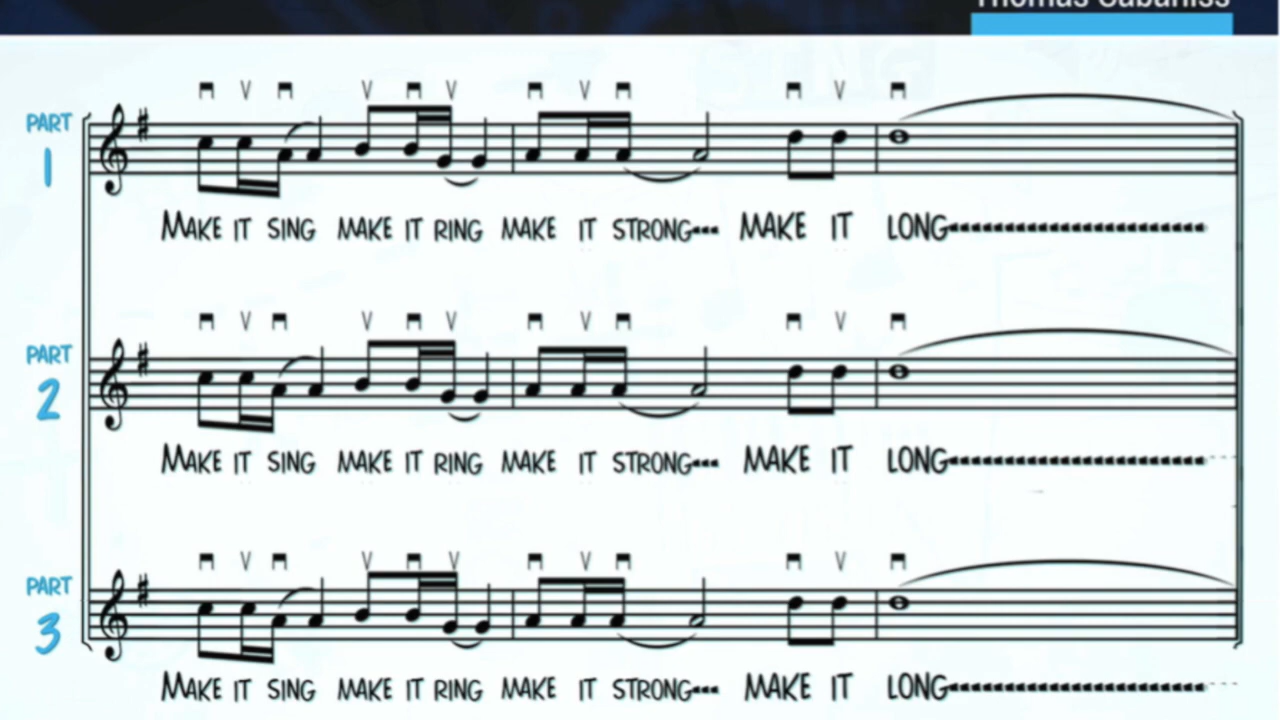 Thomas Cabaniss
PART
1
MAKE IT SING MAKE IT RING MAKE IT STRONG MAKE IT LONG
PART
2
MAKE IT SING MAKE IT RING MAKE IT STRONG MAKE IT LONG
PART
3
MAKE IT SING MAKE IT RING MAKE IT STRONG MAKE IT LONG